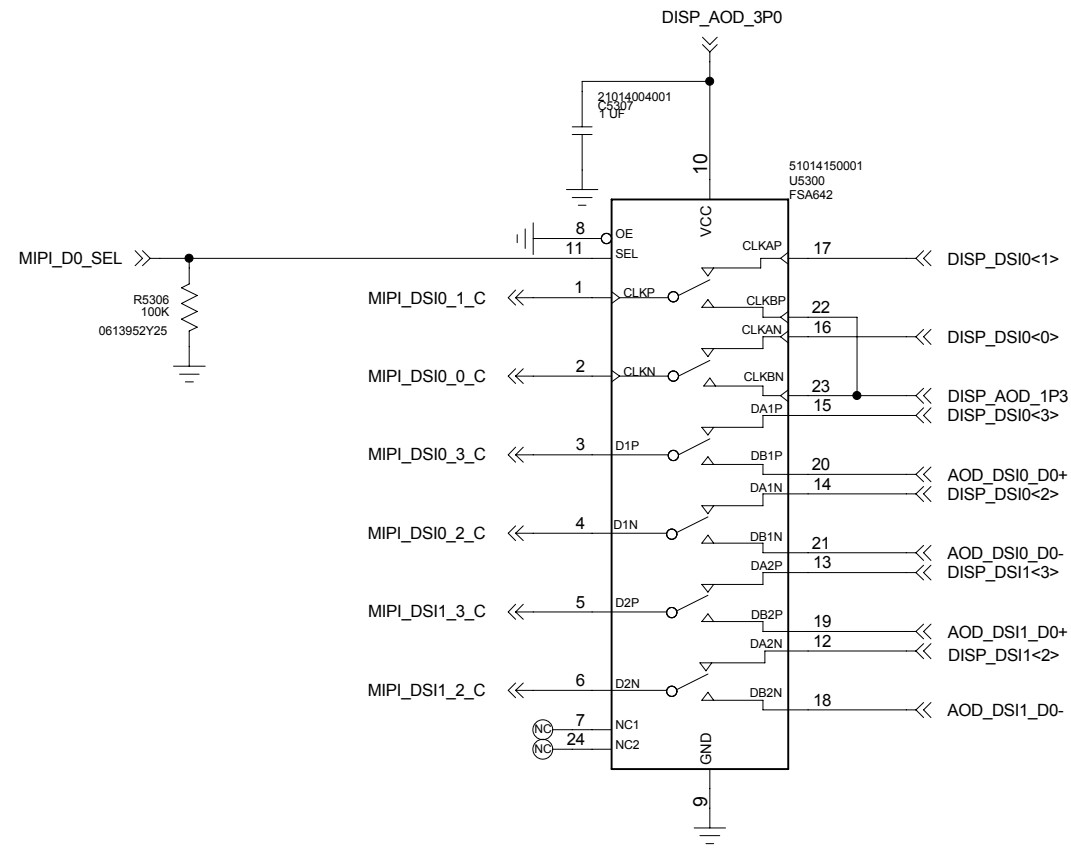 DISP_AOD_3P0
21014004001
C5307
1 UF
10
51014150001
U5300
FSA642
VCC
8
OE
MIPI_D0_SEL
11
SEL
CLKAP
17
DISP_DSI0<1>
R5306
100K
0613952Y25
MIPI_DSI0_1_C
1
CLKP
CLKBP
22
CLKAN
16
DISP_DSI0<0>
MIPI_DSI0_0_C
2
CLKN
CLKBN
23
DISP_AOD_1P3
DA1P
15
DISP_DSI0<3>
MIPI_DSI0_3_C
3
D1P
DB1P
20
AOD_DSI0_D0+
DA1N
14
DISP_DSI0<2>
MIPI_DSI0_2_C
4
D1N
DB1N
21
AOD_DSI0_D0-
DA2P
13
DISP_DSI1<3>
MIPI_DSI1_3_C
5
D2P
DB2P
19
AOD_DSI1_D0+
DA2N
12
DISP_DSI1<2>
MIPI_DSI1_2_C
6
D2N
DB2N
18
AOD_DSI1_D0-
NC
7
NC1
NC
24
NC2
GND
9